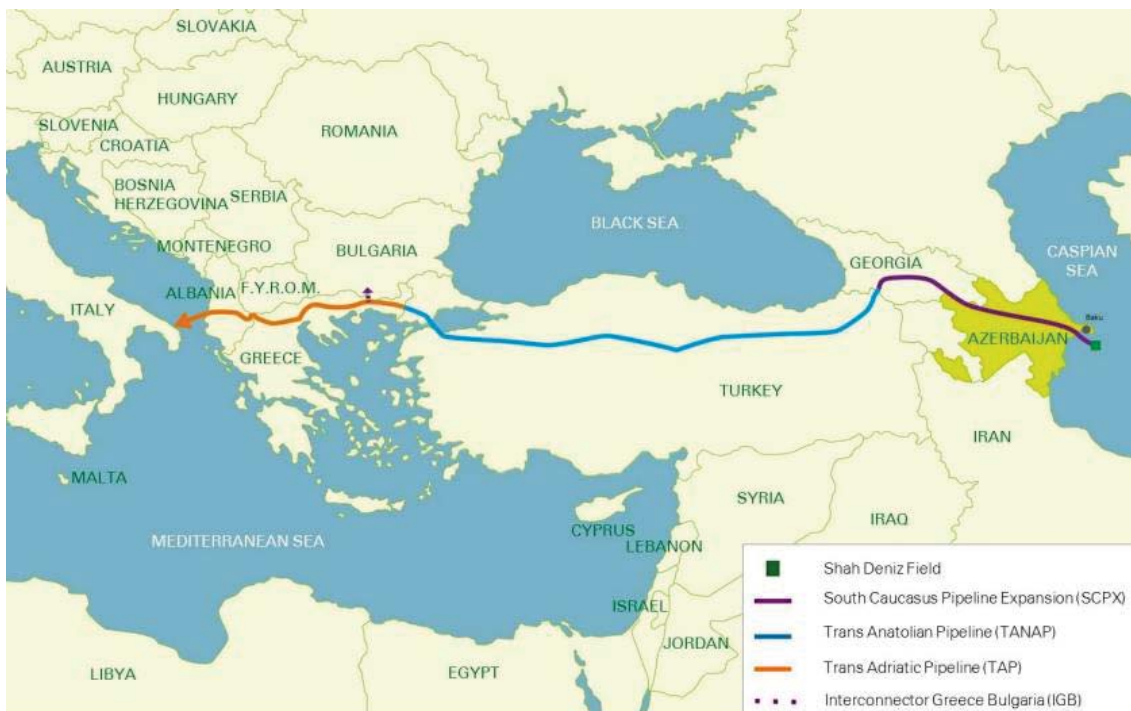 SLOVAKIA
AUSTRIA
HUNGARY
SLOVENIA
CROATIA
ROMANIA
BOSNIA
HERZEGOVINA
SERBIA
BLACK SEA
MONTENEGRO
BULGARIA
GEORGIA
CASPIAN
SEA
ITALY
ALBANIA
F.Y.R.O.M.
Baku
AZERBAIJAN
GREECE
TURKEY
IRAN
MALTA
SYRIA
IRAQ
CYPRUS
LEBANON
MEDITERRANEAN SEA
ISRAEL
JORDAN
LIBYA
EGYPT
Shah Deniz Field
South Caucasus Pipeline Expansion (SCPX)
Trans Anatolian Pipeline (TANAP)
Trans Adriatic Pipeline (TAP)
Interconnector Greece Bulgaria (IGB)